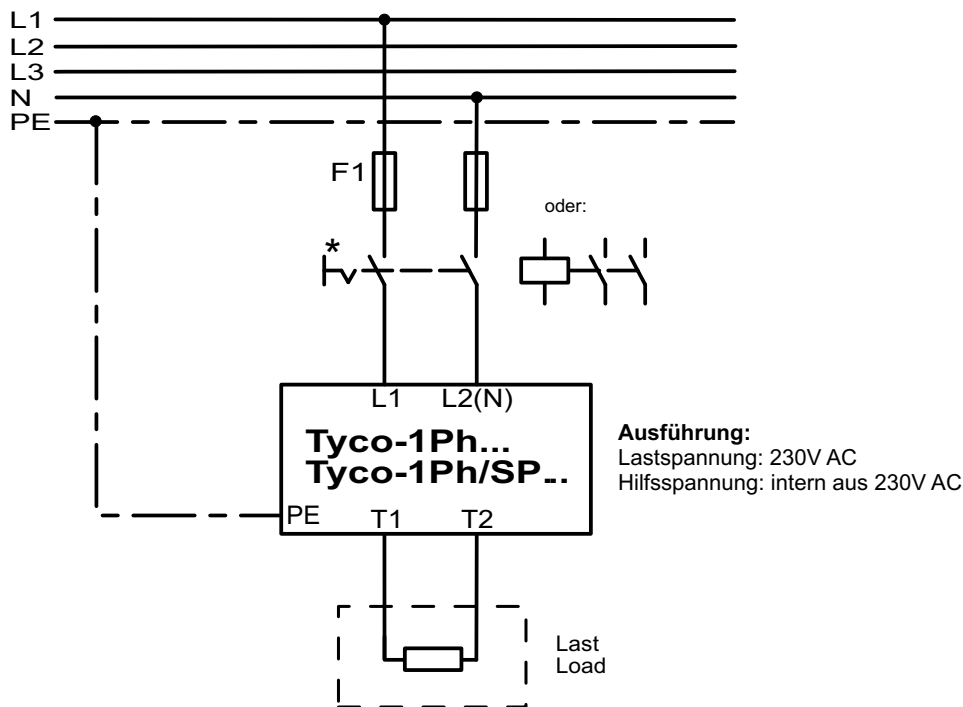 L1
L2
L3
N
PE
F1
oder:
*
L1 L2(N)
Tyco-1Ph...
Tyco-1Ph/SP...
PE T1 T2
Ausführung:
Lastspannung: 230V AC
Hilfsspannung: intern aus 230V AC
Last
Load